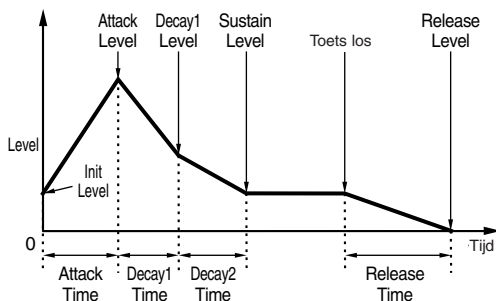 Attack
Level
Decay1
Level
Sustain
Level
Toets los
Release
Level
Level
Init
Level
0
Tijd
Attack
Time
Decay1
Time
Decay2
Time
Release
Time